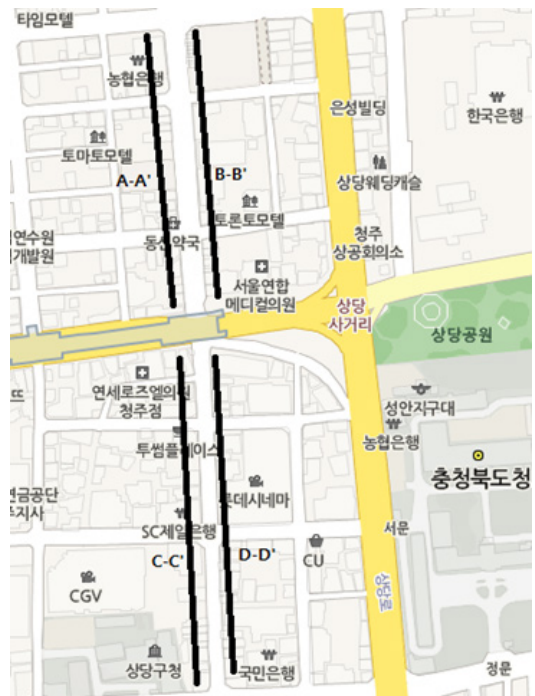 타임모텔
농협은행
은성빌딩
한국은행
토마토모텔
A-A'
B-B'
상당웨딩캐슬
토론토모텔
연수원
개발원
동신약국
청주
상공회의소
서울연합
메디컬의원
상당
사거리
상당공원
연세로즈엘의원
청주점
뜨
성안지구대
투썸플레이스
농협은행
충청북도청
연금공단
지사
롯데시네마
SC제일은행
서문
C-C'
D-D'
CU
CGV
상당로
상당구청
국민은행
정문